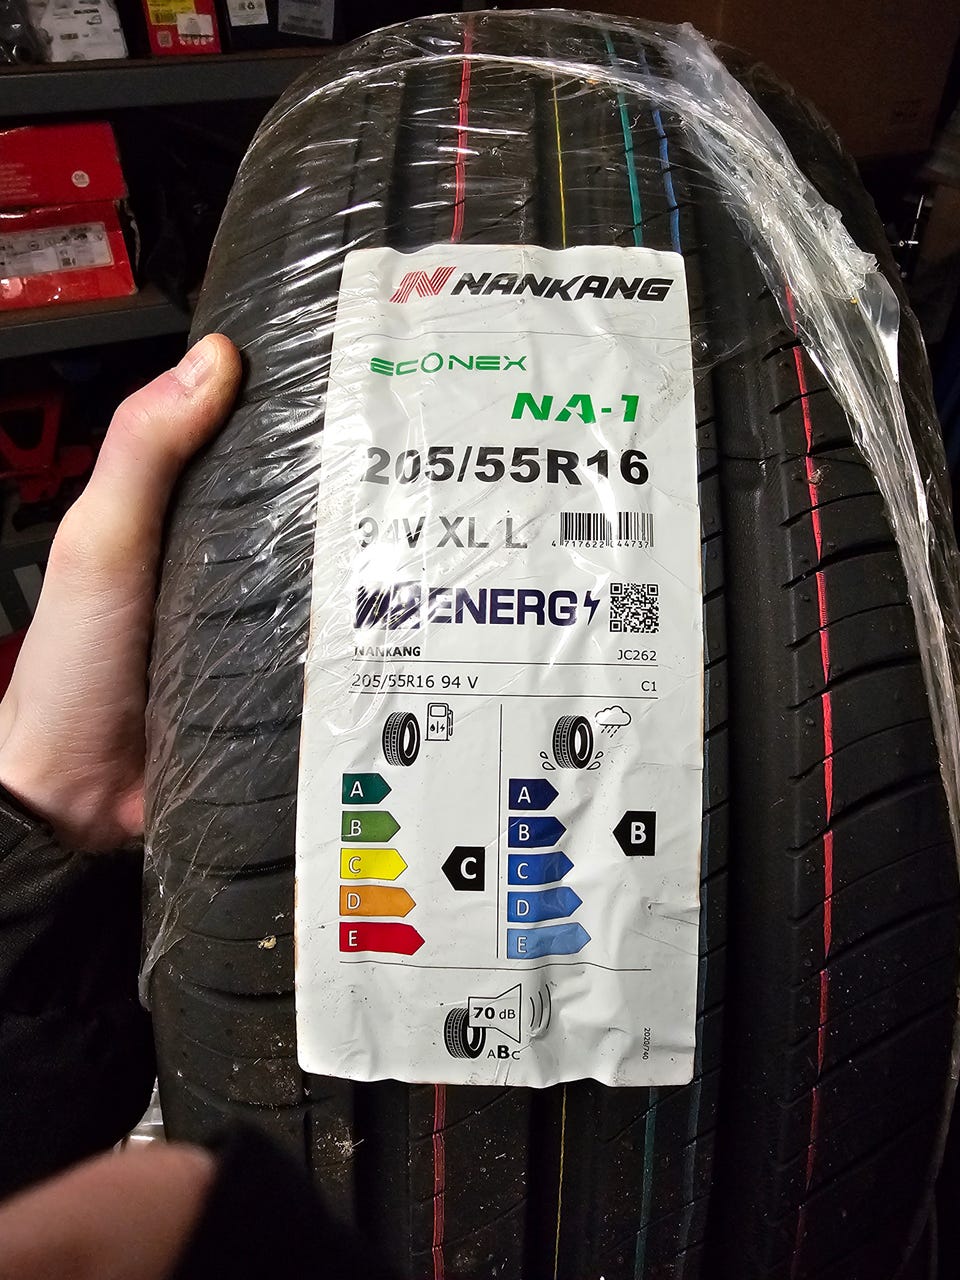 NANKANG
ECONEX
NA-1
205/55R16
94V XL L
ENERG
NANKANG JC262
205/55R16 94 V C1
A A
B B B
C C C
D D
E E
70 dB
ABC
2020/740